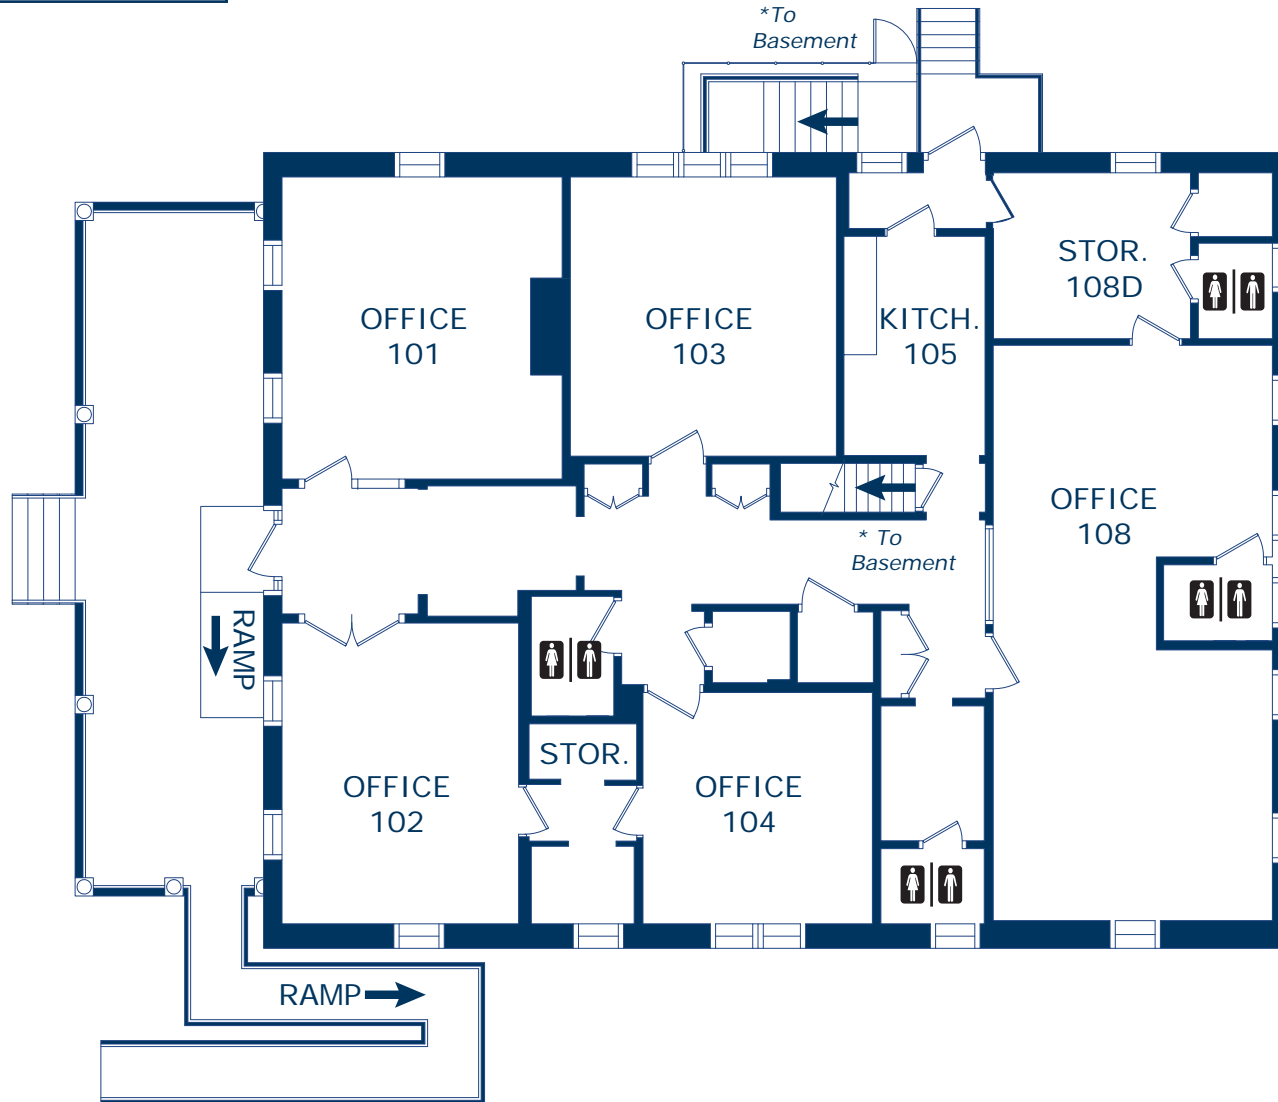 *To
Basement
STOR.
108D
OFFICE
101
OFFICE
103
KITCH.
105
OFFICE
108
* To
Basement
RAMP
STOR.
OFFICE
102
OFFICE
104
RAMP